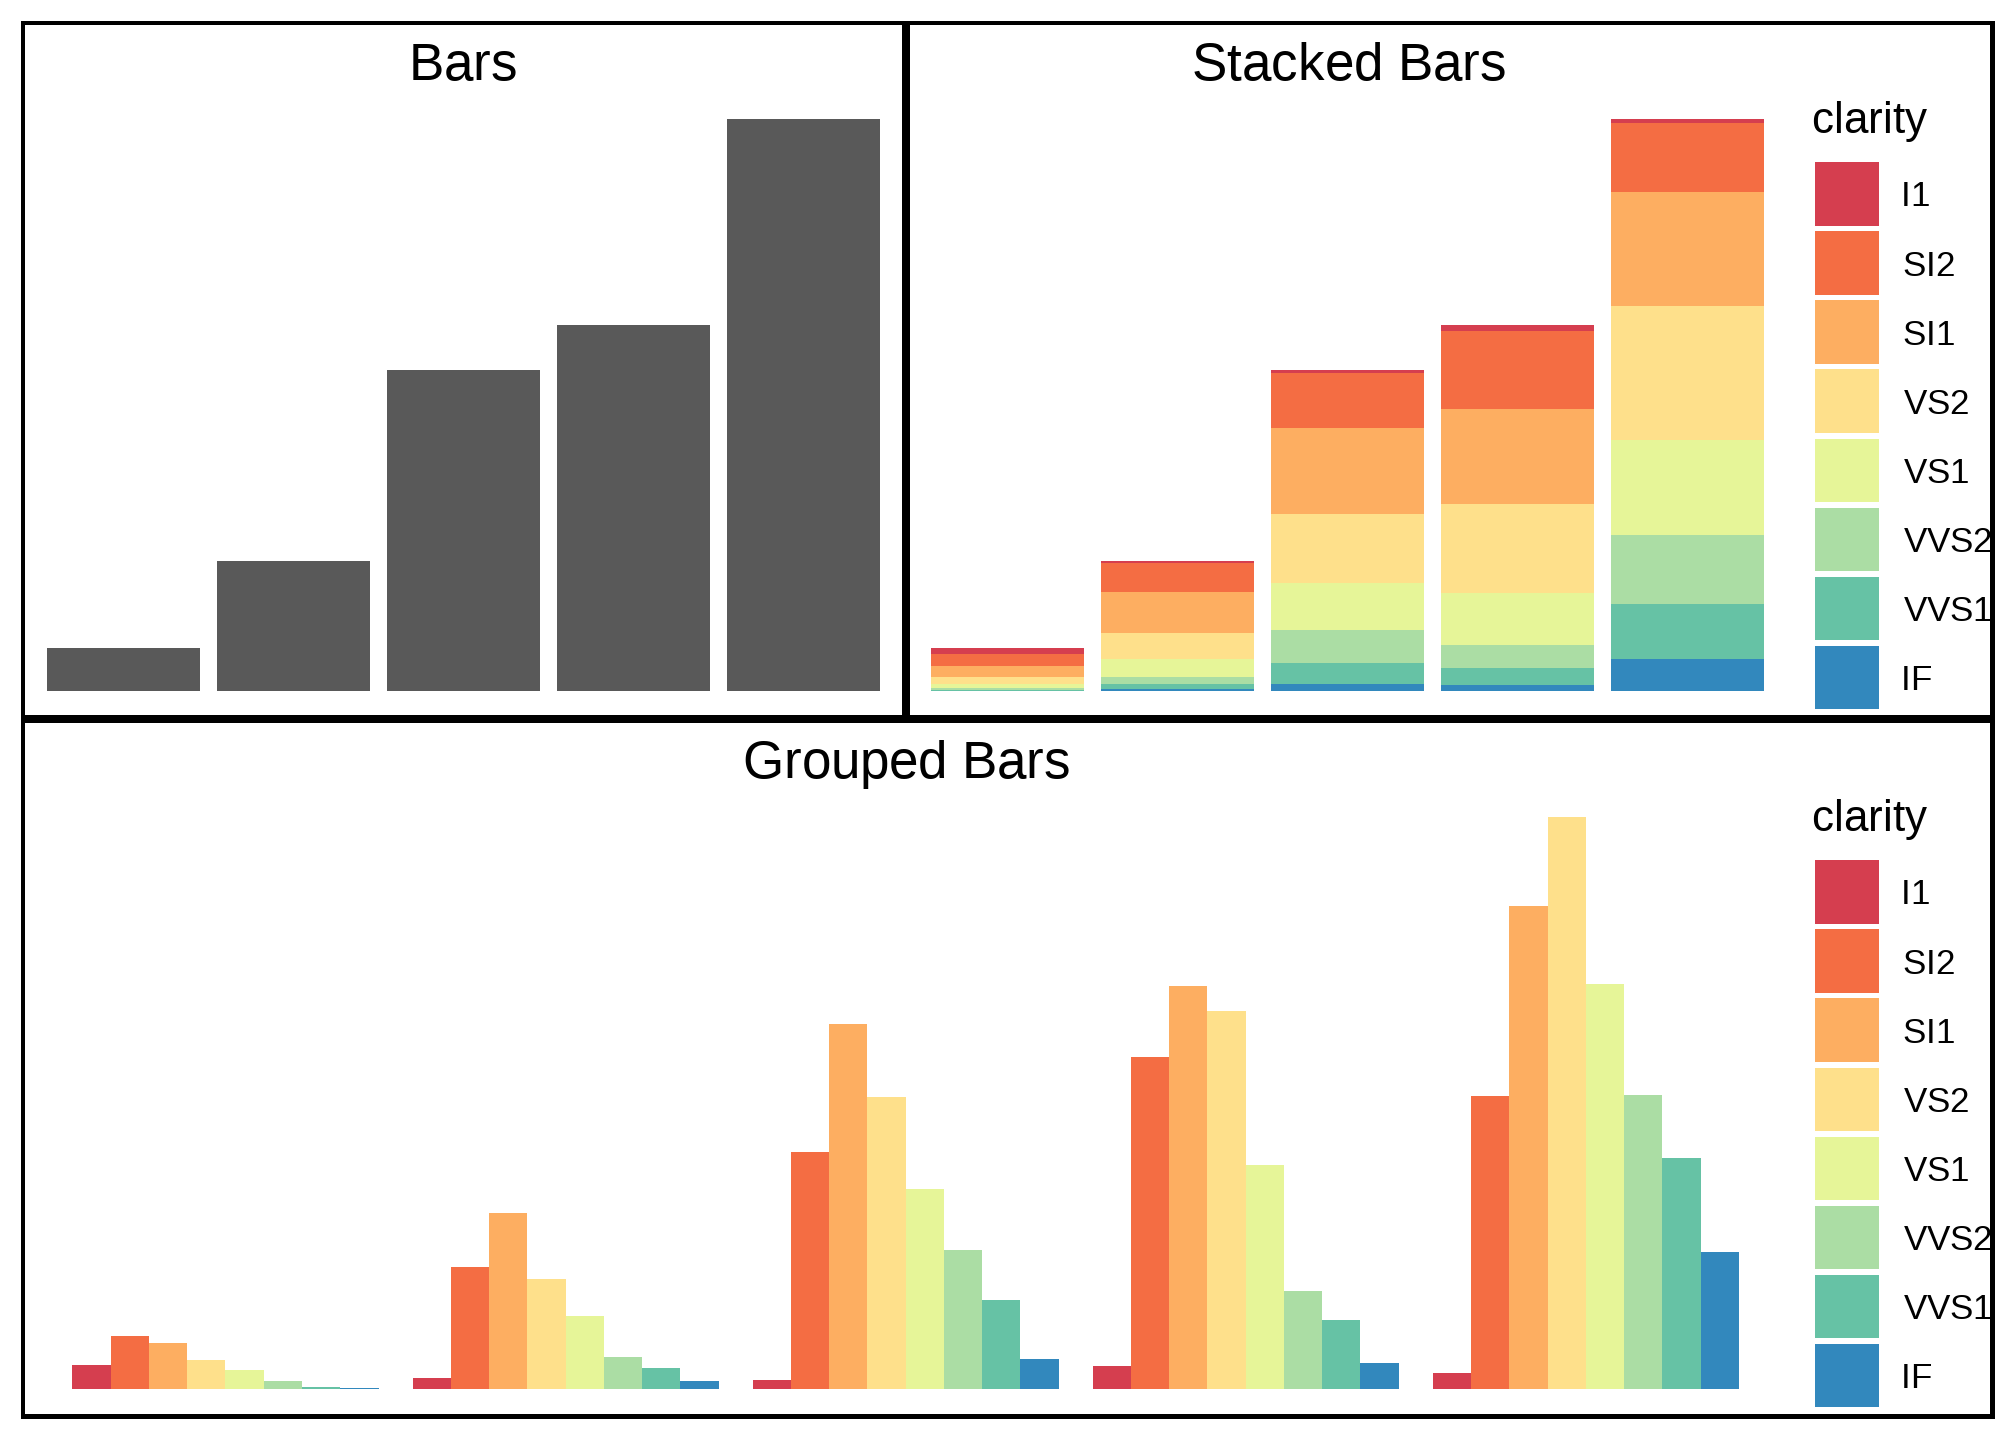 Bars
Stacked Bars
clarity
I1
SI2
SI1
VS2
VS1
VVS2
VVS1
IF
Grouped Bars
clarity
I1
SI2
SI1
VS2
VS1
VVS2
VVS1
IF